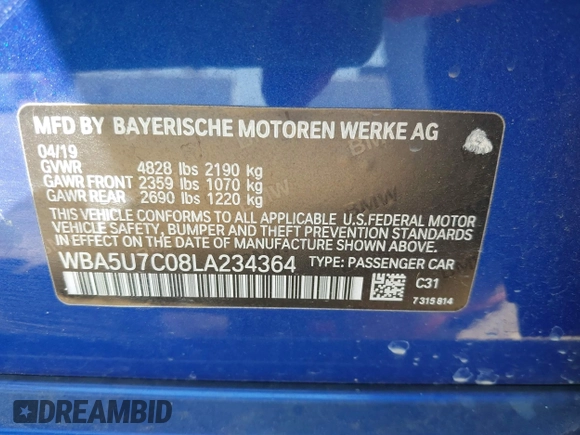 MFD BY BAYERISCHE MOTOREN WERKE AG
04/19
GVWR 4828 lbs 2190 kg
GAWR FRONT 2359 lbs 1070 kg
GAWR REAR 2690 lbs 1220 kg
THIS VEHICLE CONFORMS TO ALL APPLICABLE U.S.FEDERAL MOTOR
VEHICLE SAFETY, BUMPER AND THEFT PREVENTION STANDARDS IN
EFFECT ON THE DATE OF MANUFACTURE SHOWN ABOVE.
WBA5U7C08LA234364 TYPE: PASSENGER CAR
C31
7 315 814
DREAMBID